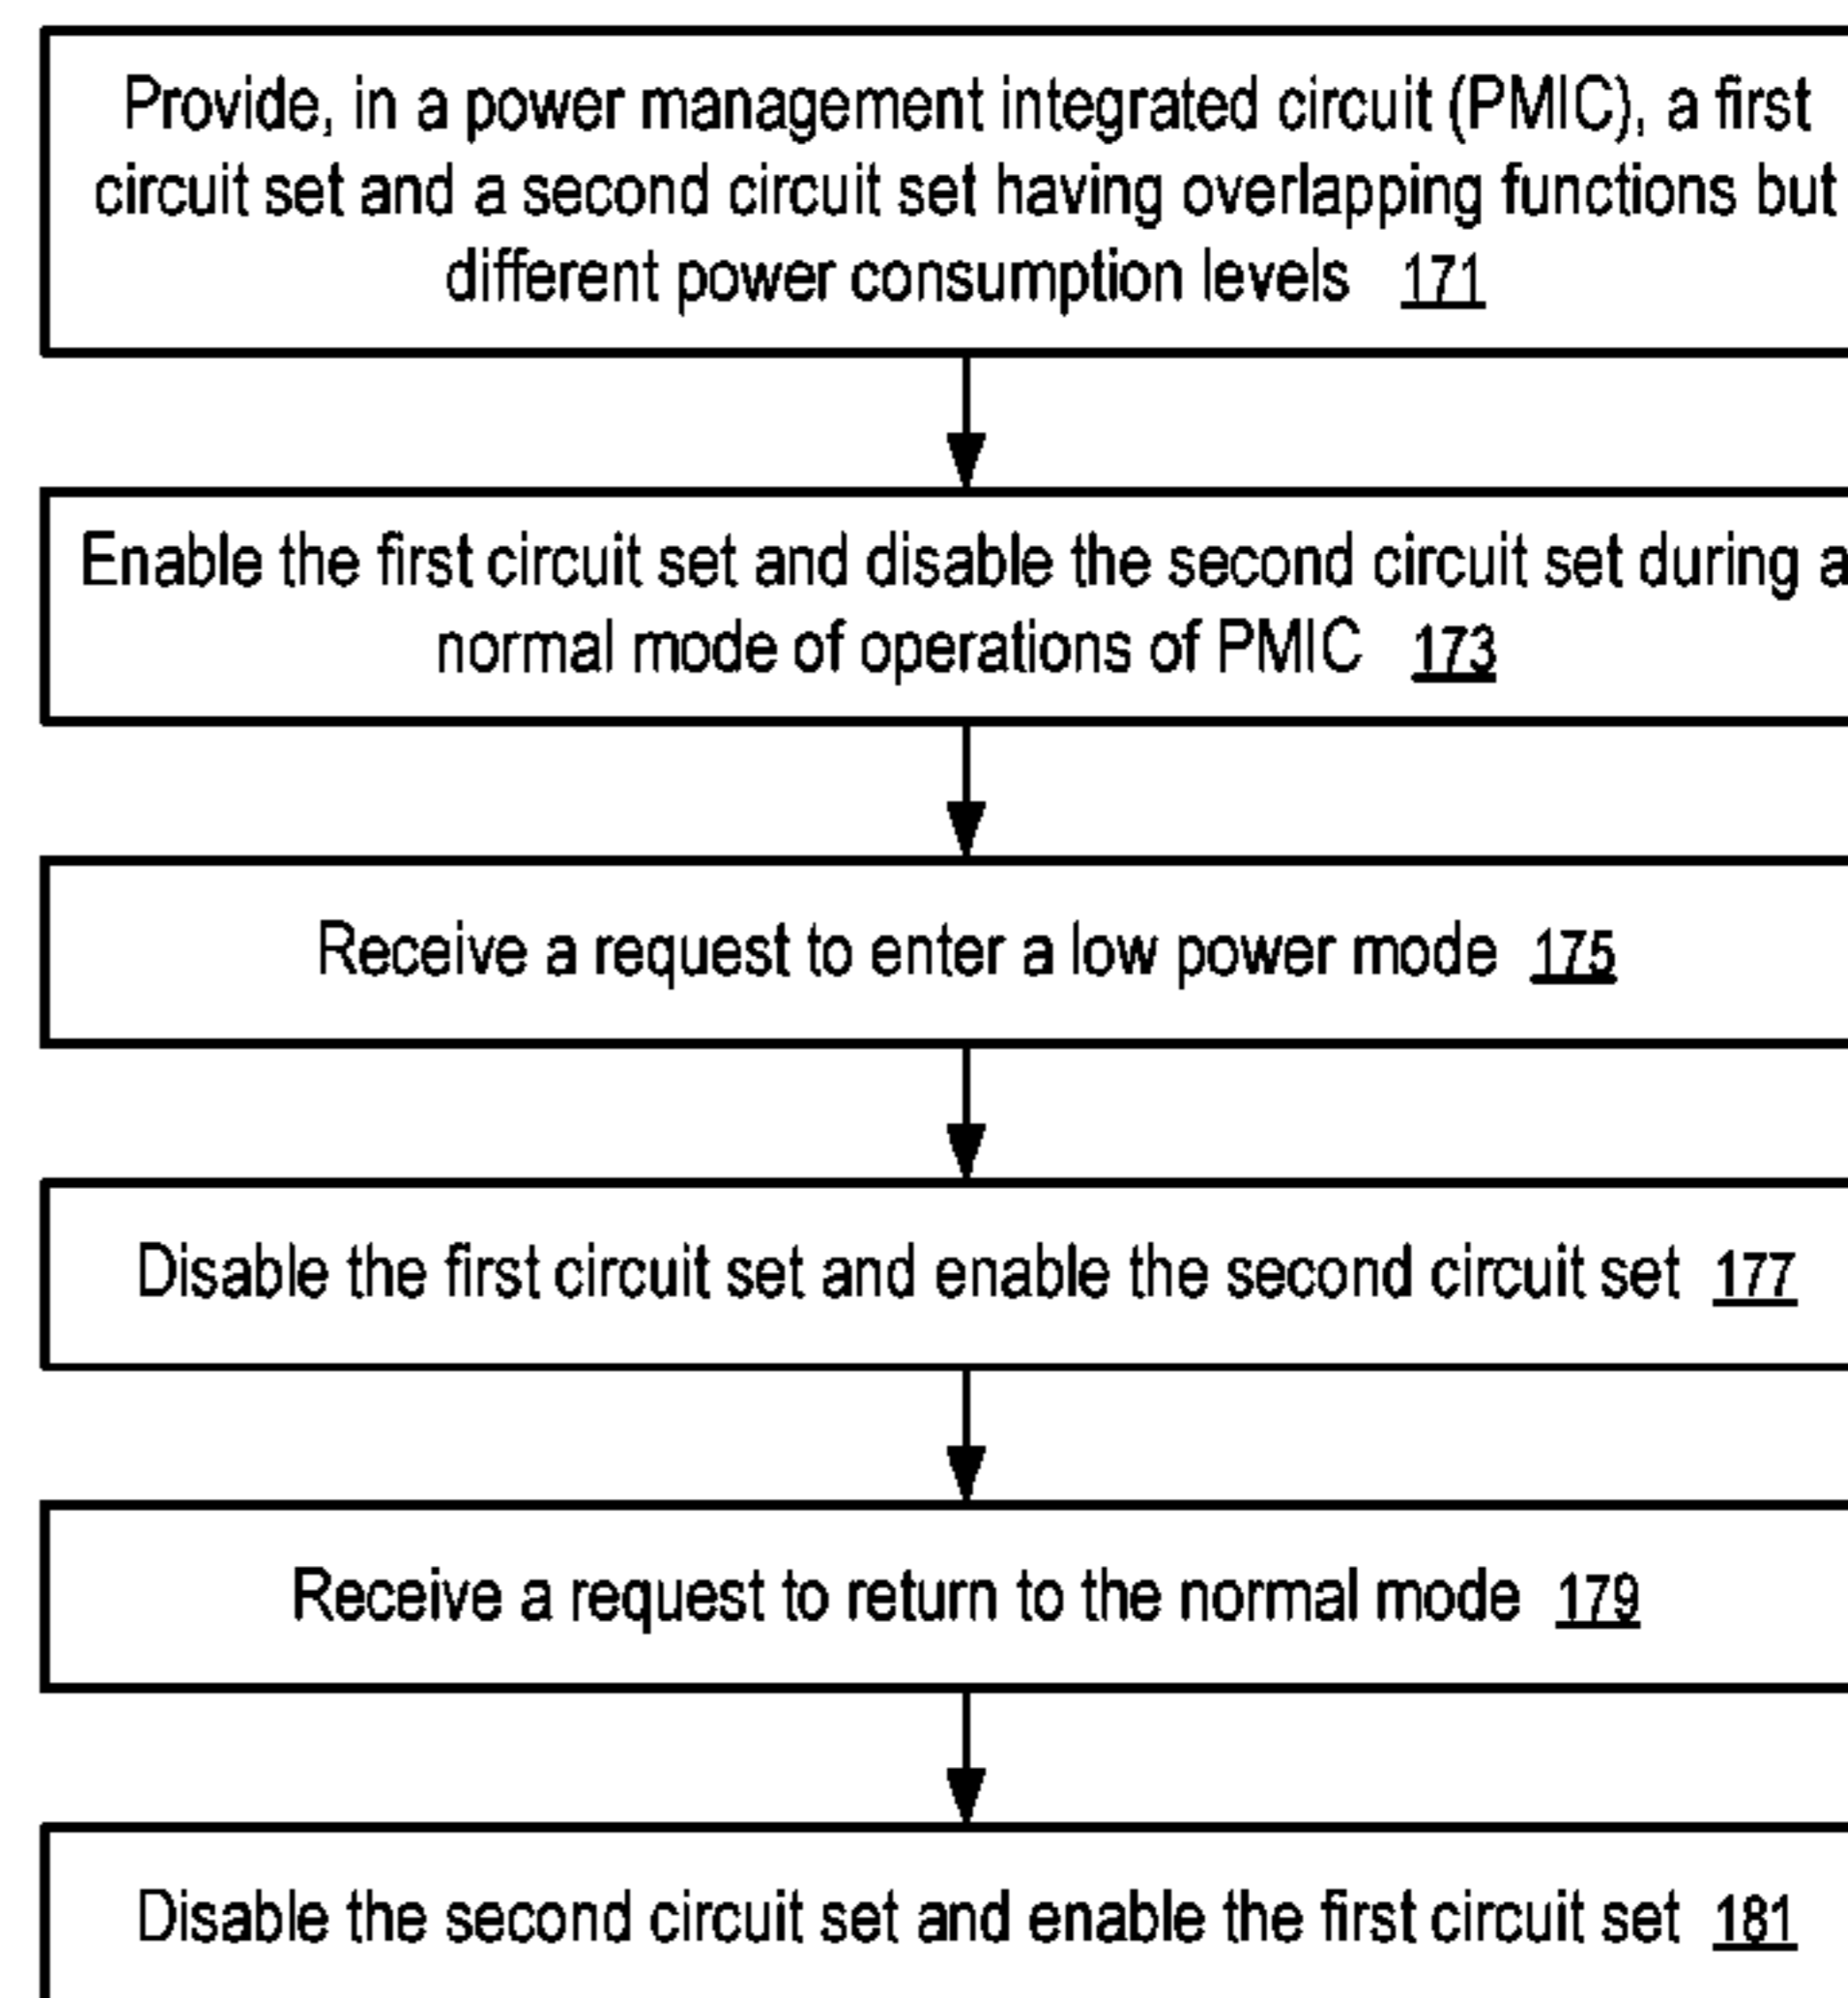 Provide, in a power management integrated circuit (PMIC), a first
circuit set and a second circuit set having overlapping functions but
different power consumption levels 171
Enable the first circuit set and disable the second circuit set during a
normal mode of operations of PMIC 173
Receive a request to enter a low power mode 175
Disable the first circuit set and enable the second circuit set 177
Receive a request to return to the normal mode 179
Disable the second circuit set and enable the first circuit set 181